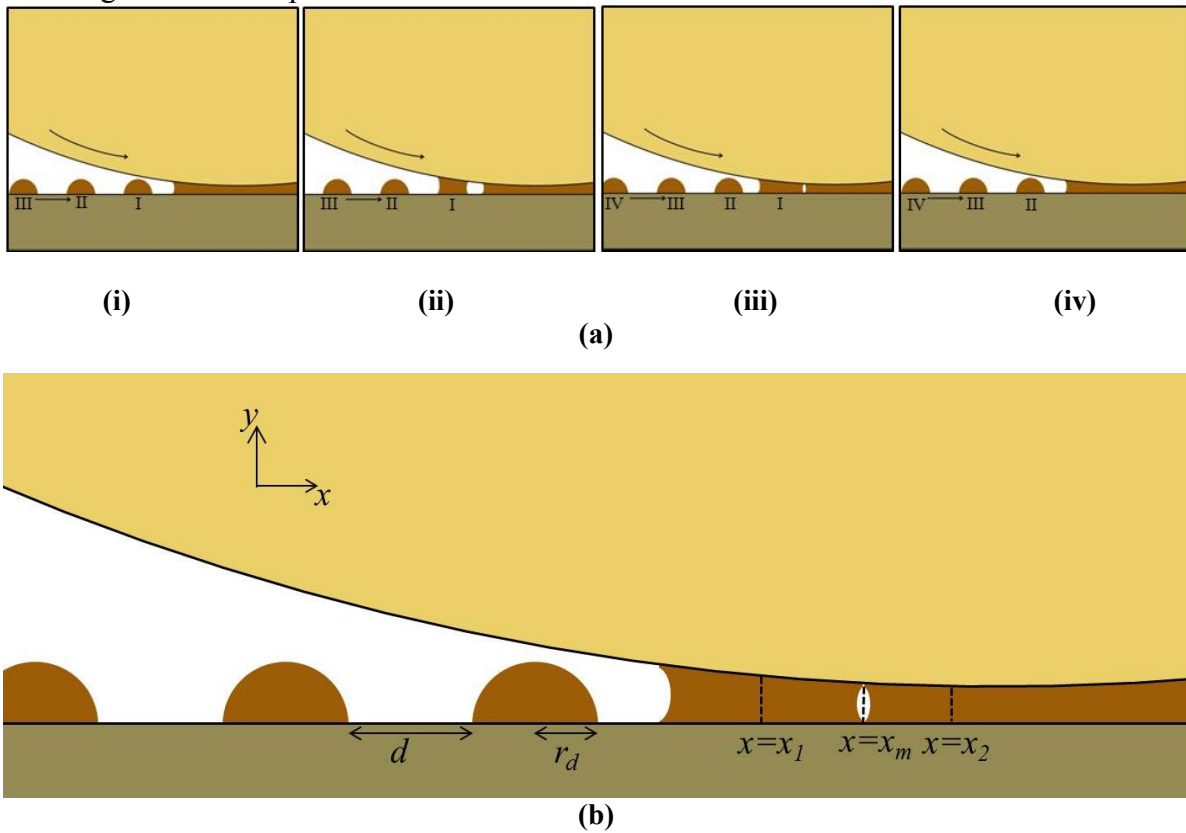 III II I
III II I
IV III II I
IV III II
(i) (ii) (iii) (iv)
(a)
y
x
d
r_d
x=x_1 x=x_m x=x_2
(b)